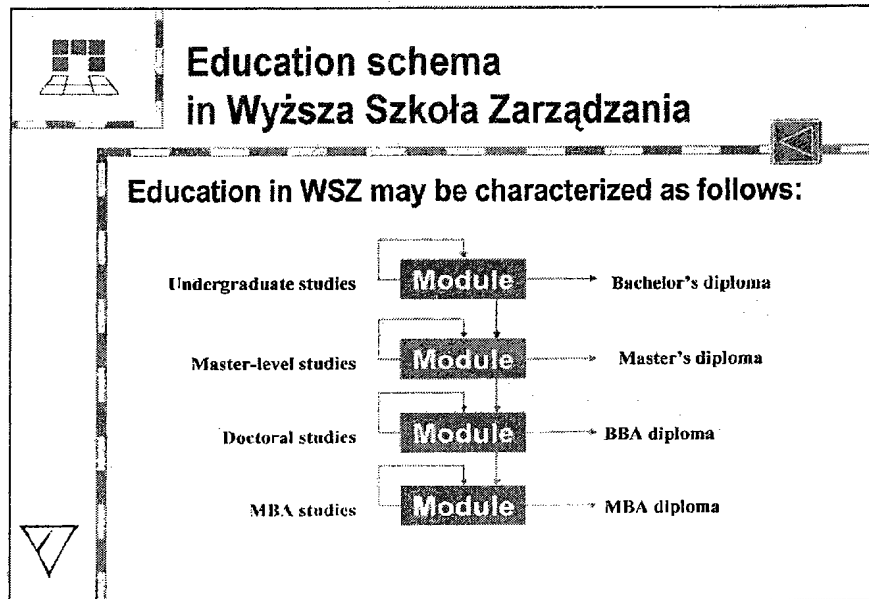 Education schema
in Wyższa Szkoła Zarządzania
Education in WSZ may be characterized as follows:
Undergraduate studies Module Bachelor's diploma
Master-level studies Module Master's diploma
Doctoral studies Module BBA diploma
MBA studies Module MBA diploma